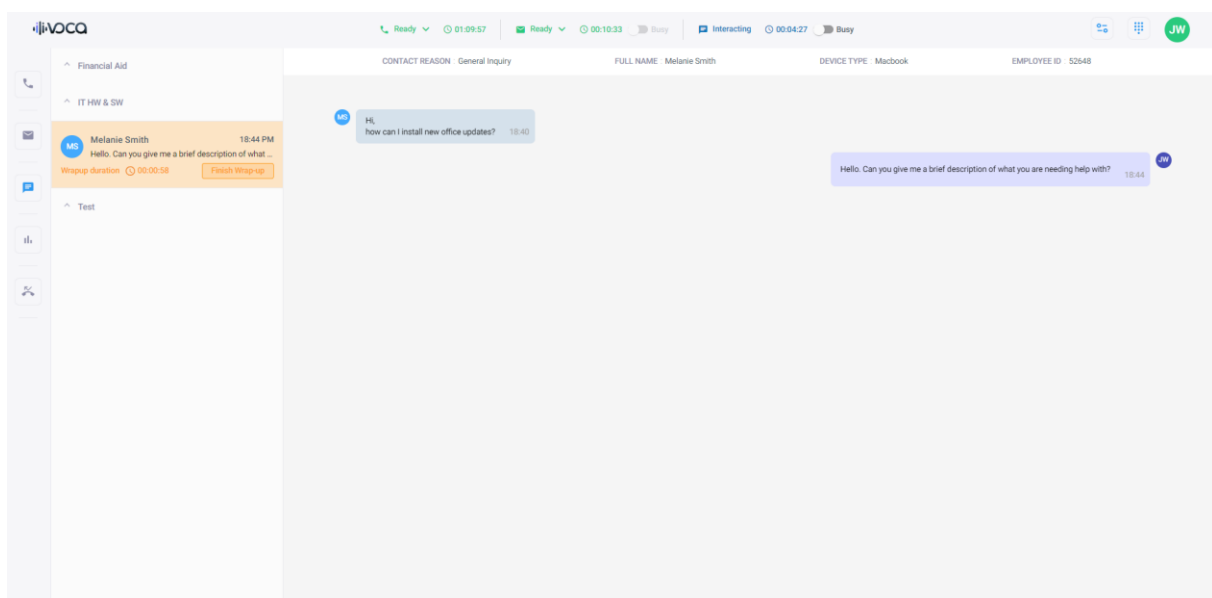 VOCA
Ready 01:09:57 Ready 00:10:33 Busy Interacting 00:04:27 Busy JW
Financial Aid
CONTACT REASON : General Inquiry FULL NAME : Melanie Smith DEVICE TYPE : Macbook EMPLOYEE ID : 52648
IT HW & SW
MS Melanie Smith 18:44 PM
Hello. Can you give me a brief description of what ...
Wrapup duration 00:00:58 Finish Wrap-up
Test
MS Hi,
how can I install new office updates? 18:40
JW
Hello. Can you give me a brief description of what you are needing help with? 18:44